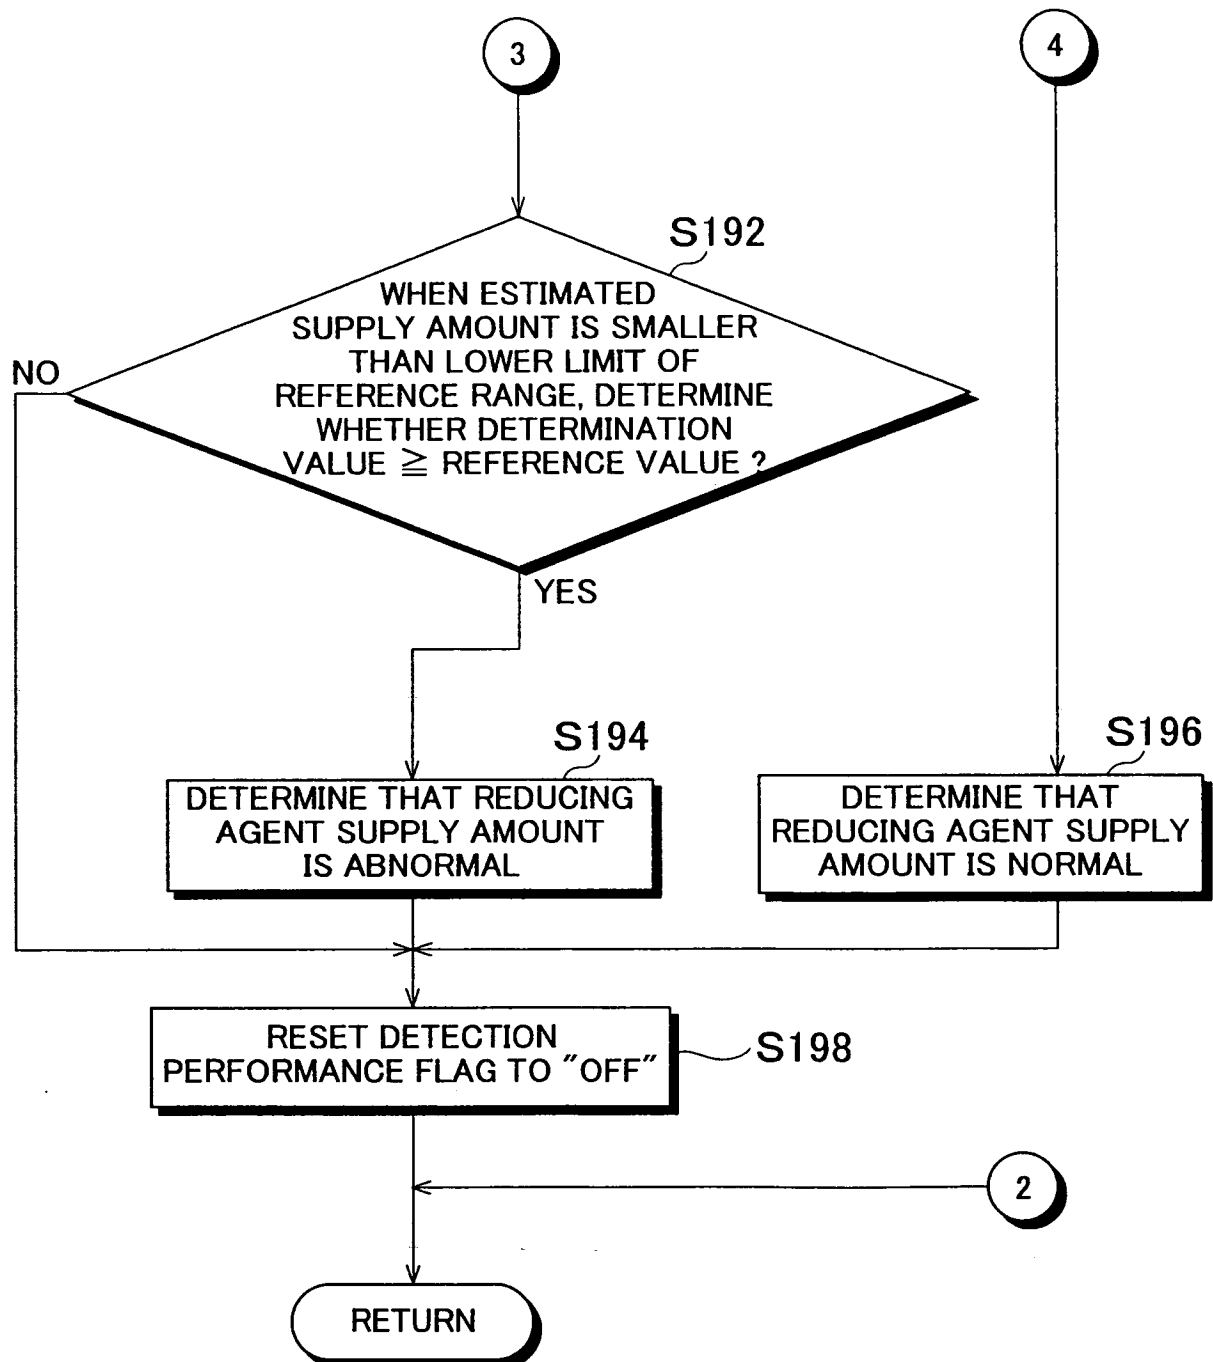 3
4
S192
WHEN ESTIMATED
SUPPLY AMOUNT IS SMALLER
THAN LOWER LIMIT OF
REFERENCE RANGE, DETERMINE
WHETHER DETERMINATION
VALUE ≧ REFERENCE VALUE ?
NO
YES
S194
DETERMINE THAT REDUCING
AGENT SUPPLY AMOUNT
IS ABNORMAL
S196
DETERMINE THAT
REDUCING AGENT SUPPLY
AMOUNT IS NORMAL
RESET DETECTION
PERFORMANCE FLAG TO "OFF"
S198
2
RETURN